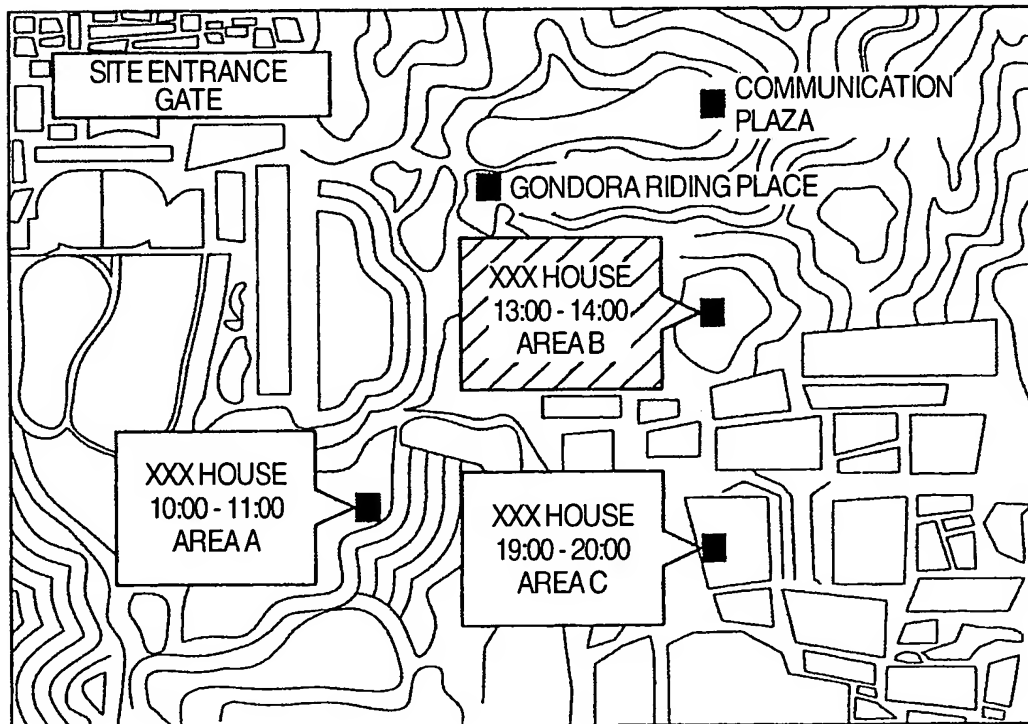 SITE ENTRANCE
GATE
COMMUNICATION
PLAZA
GONDORA RIDING PLACE
XXX HOUSE
13:00 - 14:00
AREA B
XXX HOUSE
10:00 - 11:00
AREA A
XXX HOUSE
19:00 - 20:00
AREA C